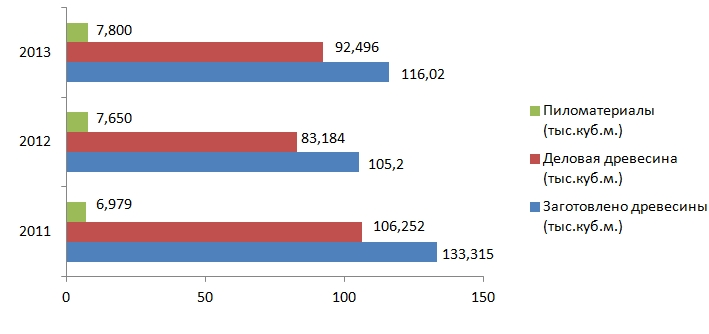 7,800
2013
92,496
116,02
7,650
2012
83,184
105,2
6,979
2011
106,252
133,315
0
50
100
150
Пиломатериалы
(тыс.куб.м.)
Деловая древесина
(тыс.куб.м.)
Заготовлено древесины
(тыс.куб.м.)